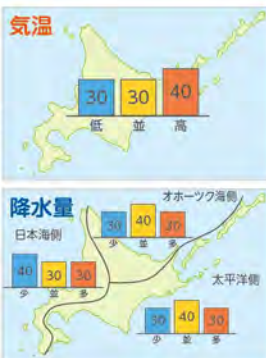 気温
30 30 40
低 並 高
降水量
オホーツク海側
30 40 30
少 並 多
日本海側
40 30 30
少 並 多
太平洋側
30 40 30
少 並 多